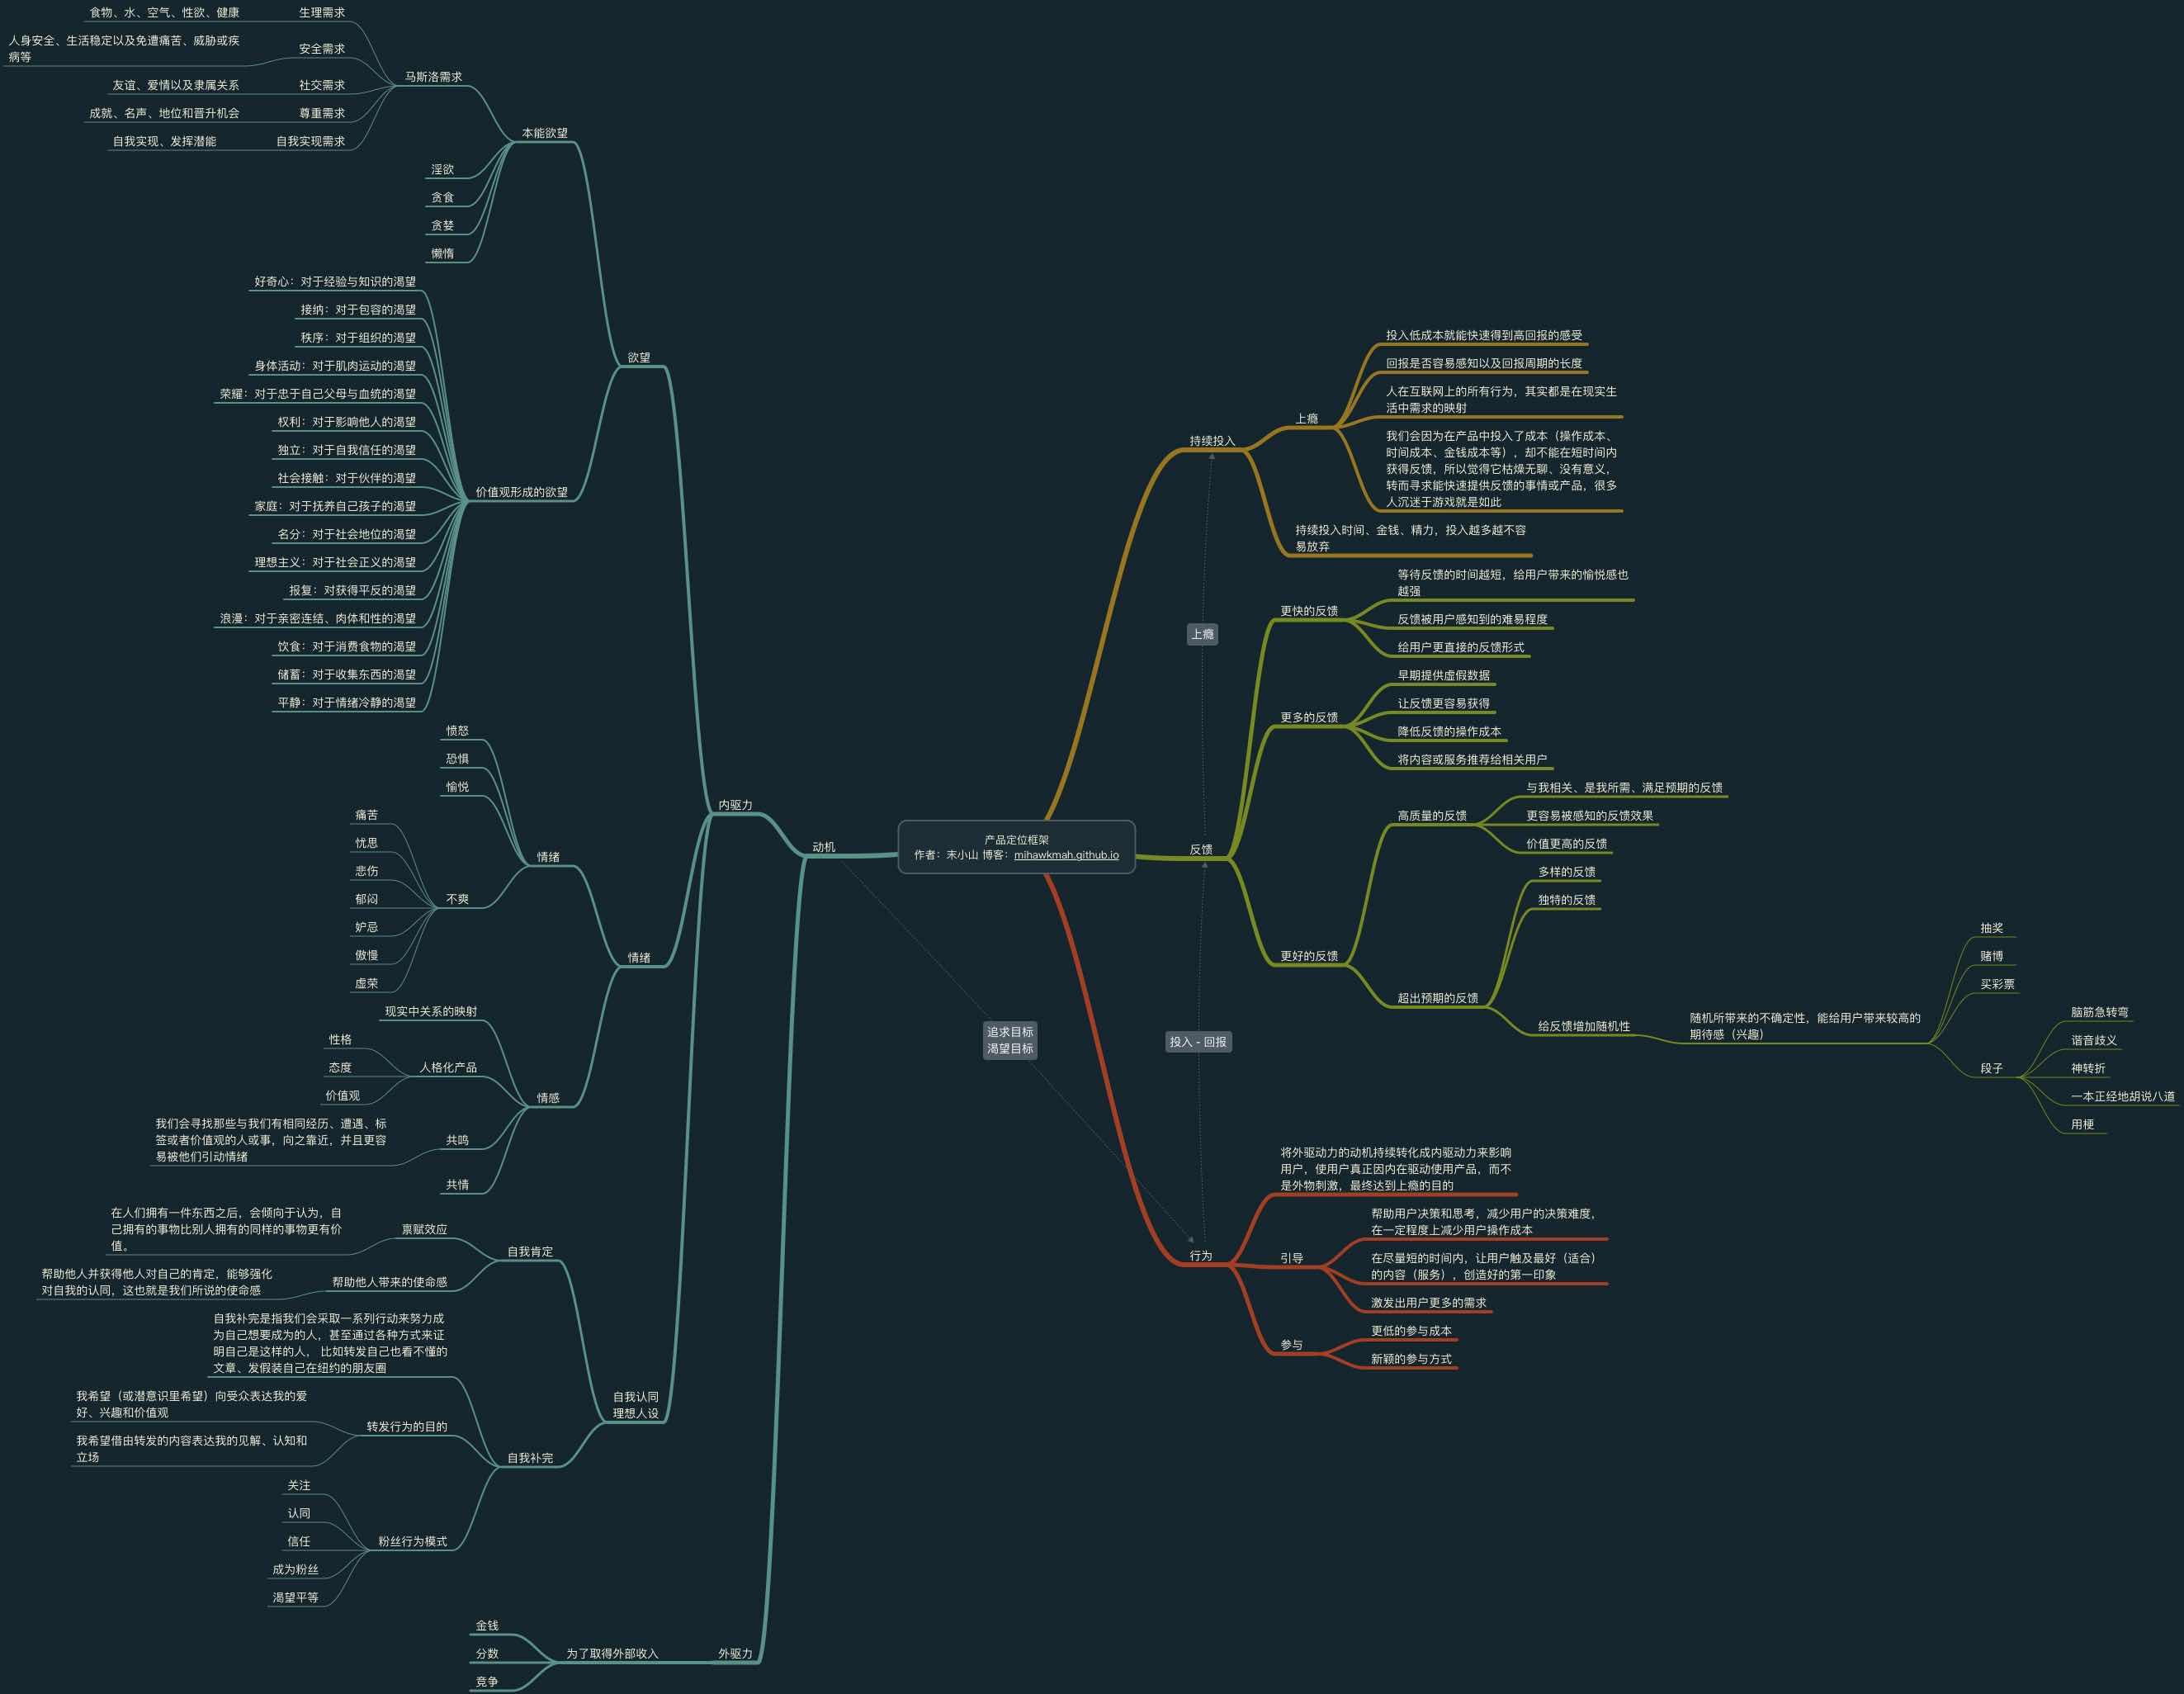 产品定位框架
作者：末小山 博客：mihawkmah.github.io
动机
内驱力
欲望
本能欲望
马斯洛需求
生理需求
食物、水、空气、性欲、健康
安全需求
人身安全、生活稳定以及免遭痛苦、威胁或疾
病等
社交需求
友谊、爱情以及隶属关系
尊重需求
成就、名声、地位和晋升机会
自我实现需求
自我实现、发挥潜能
淫欲
贪食
贪婪
懒惰
价值观形成的欲望
好奇心：对于经验与知识的渴望
接纳：对于包容的渴望
秩序：对于组织的渴望
身体活动：对于肌肉运动的渴望
荣耀：对于忠于自己父母与血统的渴望
权利：对于影响他人的渴望
独立：对于自我信任的渴望
社会接触：对于伙伴的渴望
家庭：对于抚养自己孩子的渴望
名分：对于社会地位的渴望
理想主义：对于社会正义的渴望
报复：对获得平反的渴望
浪漫：对于亲密连结、肉体和性的渴望
饮食：对于消费食物的渴望
储蓄：对于收集东西的渴望
平静：对于情绪冷静的渴望
情绪
情绪
愤怒
恐惧
愉悦
不爽
痛苦
忧思
悲伤
郁闷
妒忌
傲慢
虚荣
情感
现实中关系的映射
人格化产品
性格
态度
价值观
共鸣
我们会寻找那些与我们有相同经历、遭遇、标
签或者价值观的人或事，向之靠近，并且更容
易被他们引动情绪
共情
自我认同
理想人设
自我肯定
禀赋效应
在人们拥有一件东西之后，会倾向于认为，自
己拥有的事物比别人拥有的同样的事物更有价
值。
帮助他人带来的使命感
帮助他人并获得他人对自己的肯定，能够强化
对自我的认同，这也就是我们所说的使命感
自我补完
自我补完是指我们会采取一系列行动来努力成
为自己想要成为的人，甚至通过各种方式来证
明自己是这样的人， 比如转发自己也看不懂的
文章、发假装自己在纽约的朋友圈
转发行为的目的
我希望（或潜意识里希望）向受众表达我的爱
好、兴趣和价值观
我希望借由转发的内容表达我的见解、认知和
立场
粉丝行为模式
关注
认同
信任
成为粉丝
渴望平等
外驱力
为了取得外部收入
金钱
分数
竞争
持续投入
上瘾
投入低成本就能快速得到高回报的感受
回报是否容易感知以及回报周期的长度
人在互联网上的所有行为，其实都是在现实生
活中需求的映射
我们会因为在产品中投入了成本（操作成本、
时间成本、金钱成本等），却不能在短时间内
获得反馈，所以觉得它枯燥无聊、没有意义，
转而寻求能快速提供反馈的事情或产品，很多
人沉迷于游戏就是如此
持续投入时间、金钱、精力，投入越多越不容
易放弃
上瘾
反馈
更快的反馈
等待反馈的时间越短，给用户带来的愉悦感也
越强
反馈被用户感知到的难易程度
给用户更直接的反馈形式
更多的反馈
早期提供虚假数据
让反馈更容易获得
降低反馈的操作成本
将内容或服务推荐给相关用户
更好的反馈
高质量的反馈
与我相关、是我所需、满足预期的反馈
更容易被感知的反馈效果
价值更高的反馈
超出预期的反馈
多样的反馈
独特的反馈
给反馈增加随机性
随机所带来的不确定性，能给用户带来较高的
期待感（兴趣）
抽奖
赌博
买彩票
段子
脑筋急转弯
谐音歧义
神转折
一本正经地胡说八道
用梗
追求目标
渴望目标
投入 - 回报
行为
将外驱动力的动机持续转化成内驱动力来影响
用户，使用户真正因内在驱动使用产品，而不
是外物刺激，最终达到上瘾的目的
引导
帮助用户决策和思考，减少用户的决策难度，
在一定程度上减少用户操作成本
在尽量短的时间内，让用户触及最好（适合）
的内容（服务），创造好的第一印象
激发出用户更多的需求
参与
更低的参与成本
新颖的参与方式